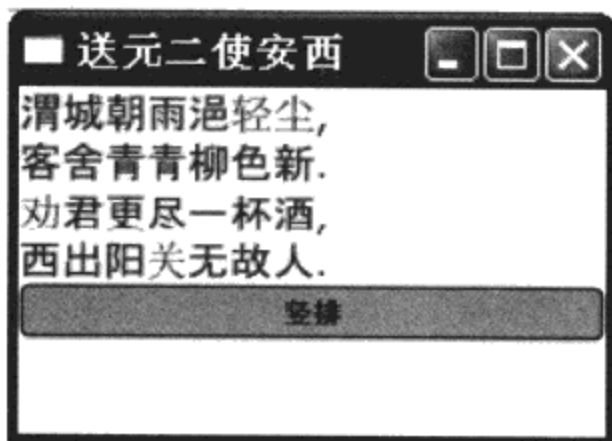 送元二使安西
渭城朝雨浥轻尘,
客舍青青柳色新.
劝君更尽一杯酒,
西出阳关无故人.
竖排